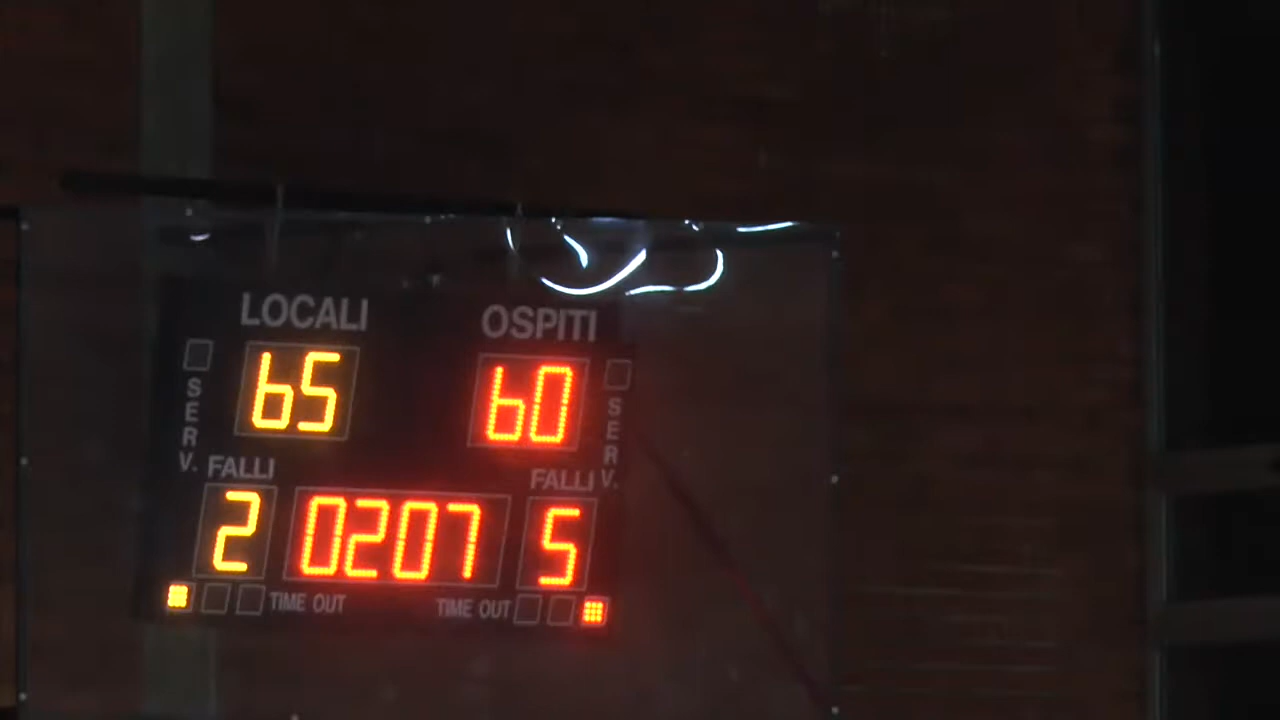 LOCALI OSPITI
65 60
SERV. SERV.
FALLI FALLI
2 0207 5
TIME OUT TIME OUT